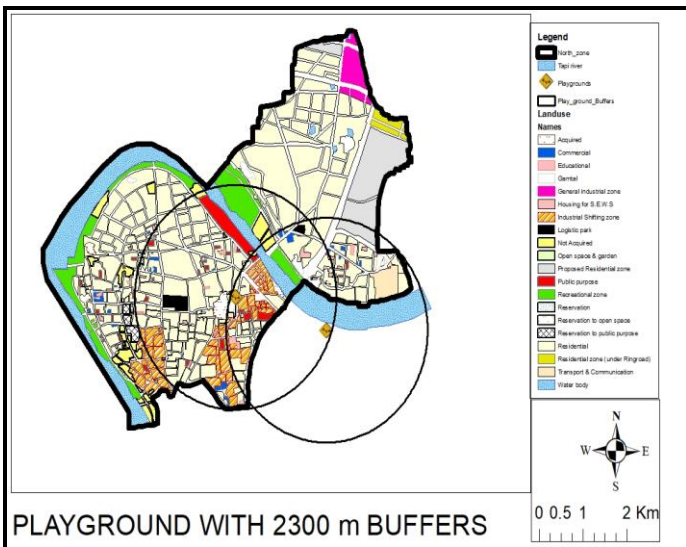 Legend
North_zone
Tapi river
Playgrounds
Play_ground_Buffers
Landuse
Names
Acquired
Commercial
Educational
Gamtal
General industrial zone
Housing for S.E.W.S
Industrial Shifting zone
Logistic park
Not Acquired
Open space & garden
Proposed Residential zone
Public purpose
Recreational zone
Reservation
Reservation to open space
Reservation to public purpose
Residential
Residential zone (under Ringroad)
Transport & Communication
Water body
N
W E
S
0 0.5 1 2 Km
PLAYGROUND WITH 2300 m BUFFERS